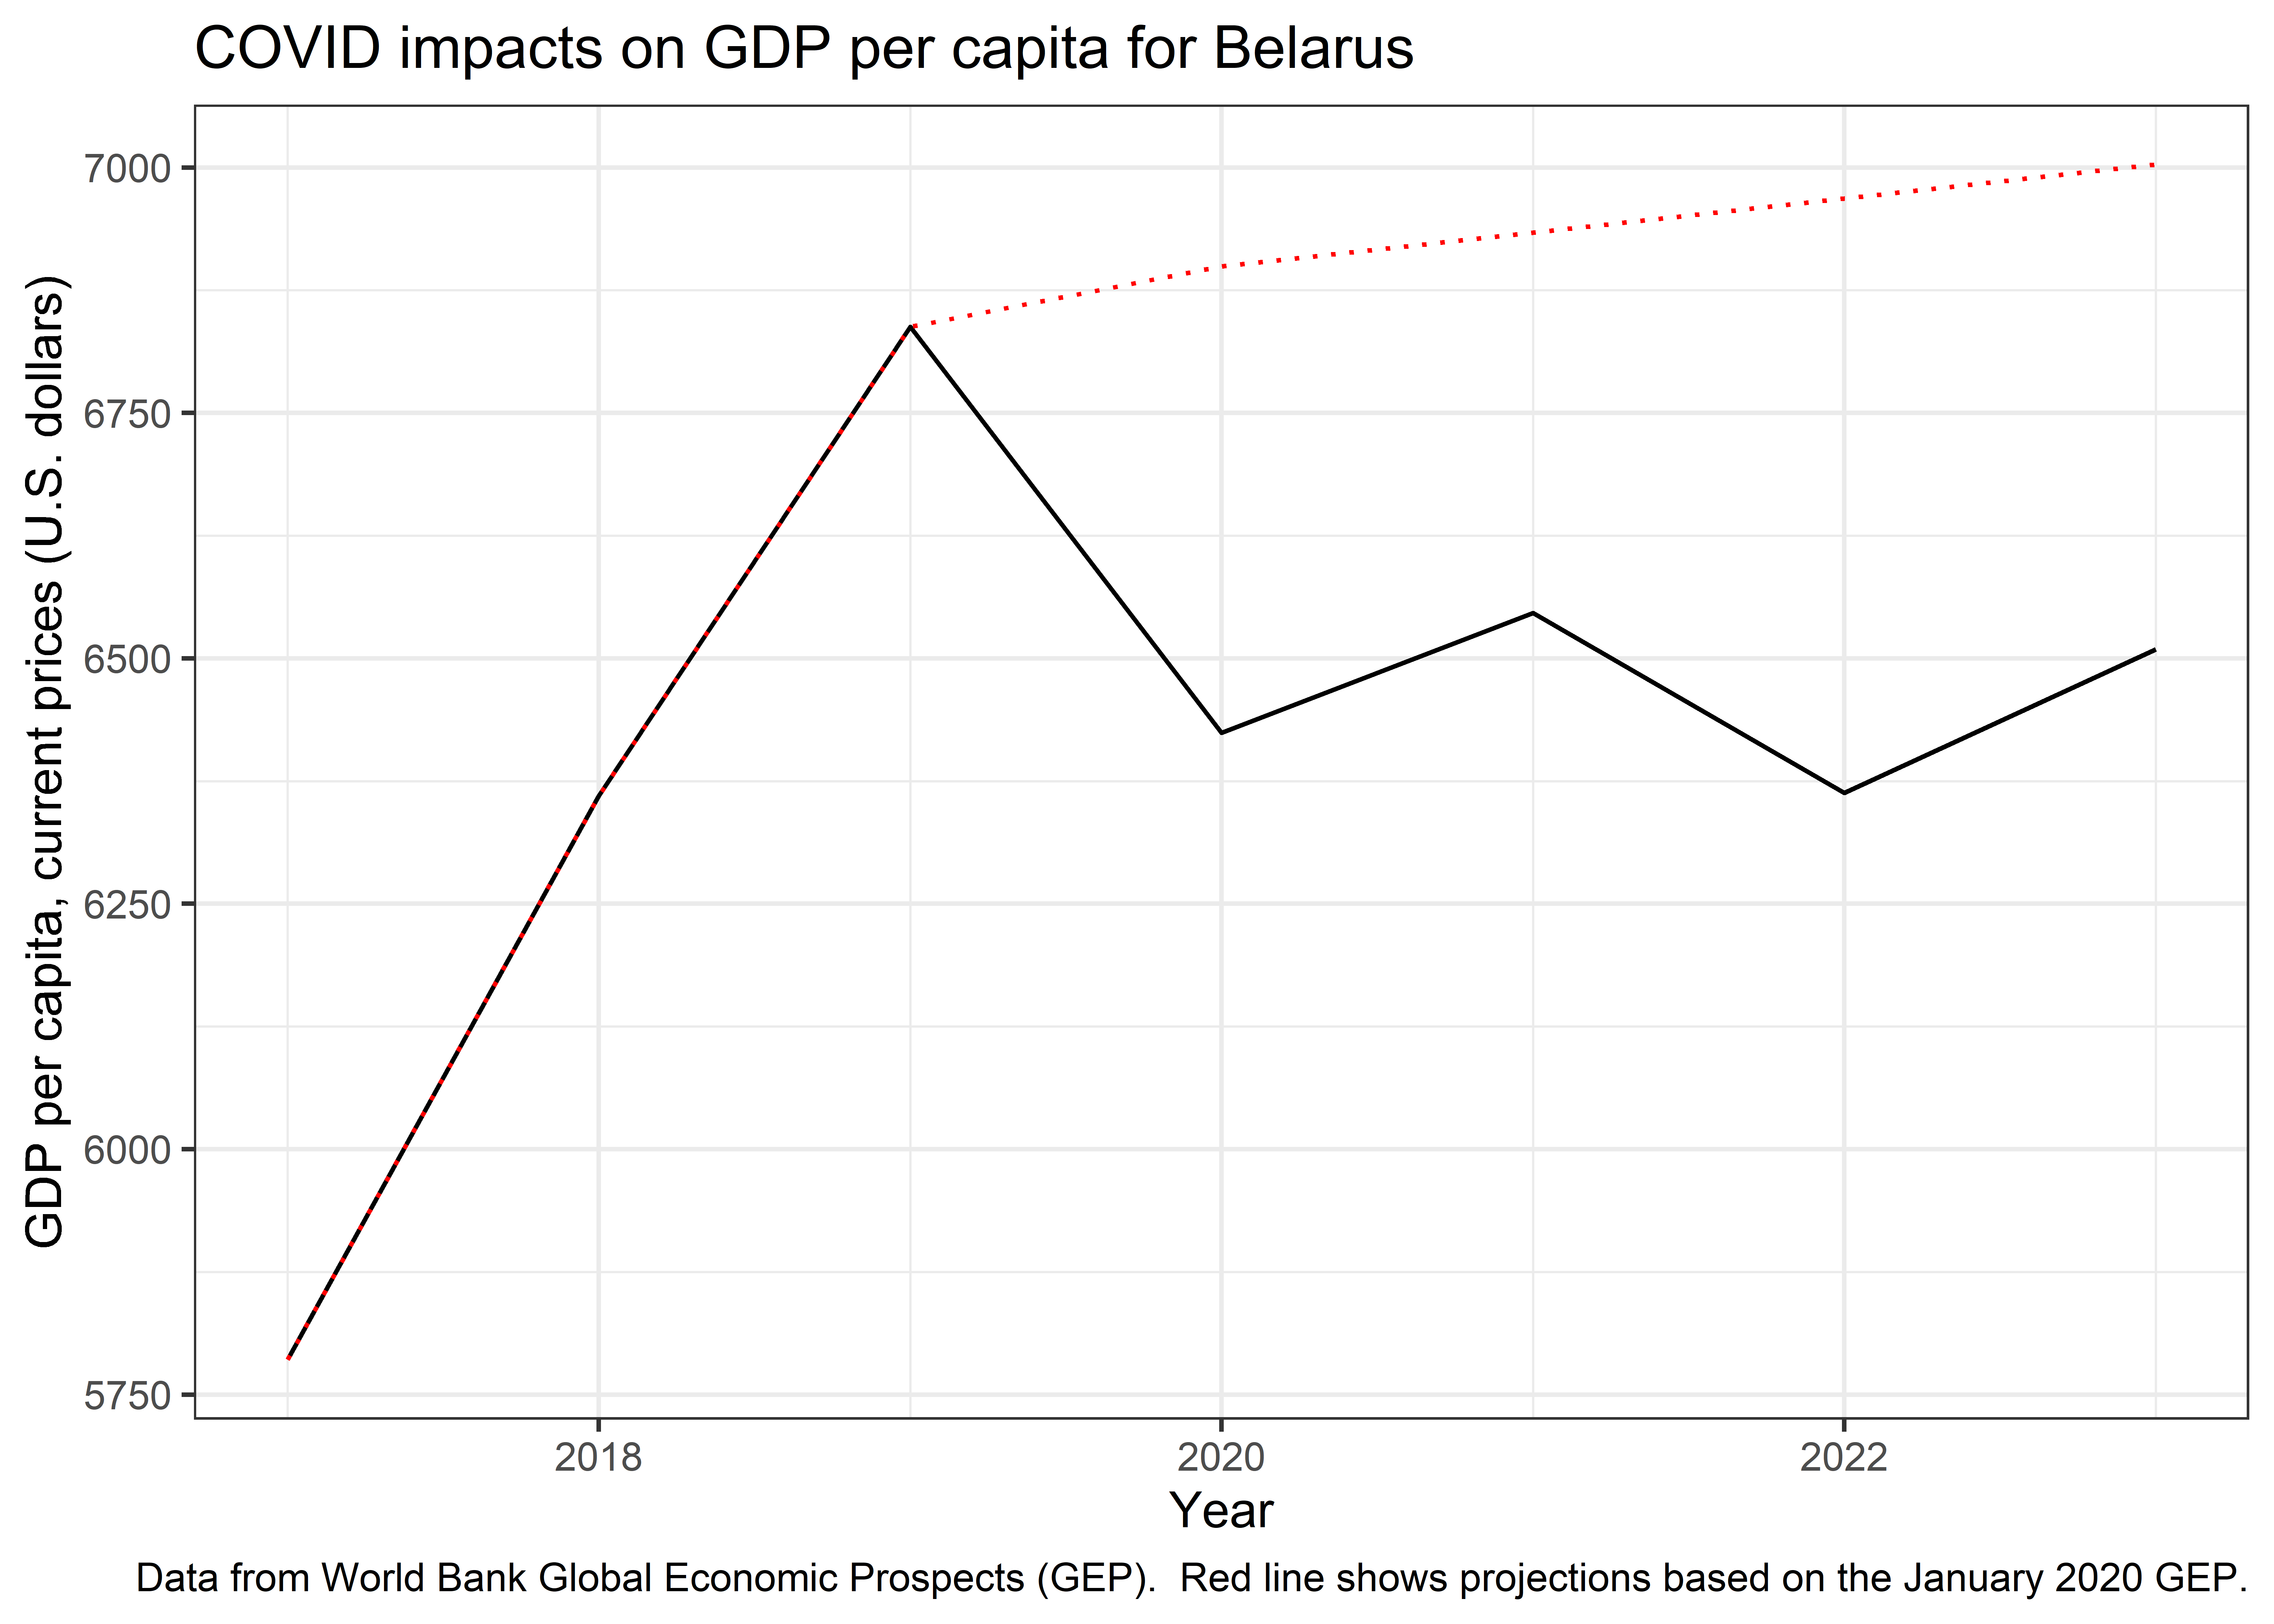 COVID impacts on GDP per capita for Belarus
GDP per capita, current prices (U.S. dollars)
7000
6750
6500
6250
6000
5750
2018
2020
2022
Year
Data from World Bank Global Economic Prospects (GEP).  Red line shows projections based on the January 2020 GEP.